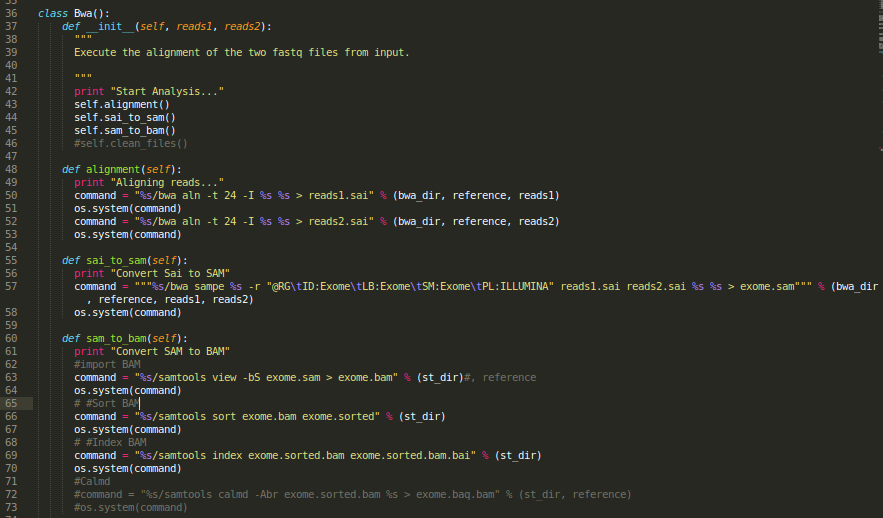 35
36 class Bwa():
37     def __init__(self, reads1, reads2):
38       """
39       Execute the alignment of the two fastq files from input.
40
41       """
42       print "Start Analysis..."
43       self.alignment()
44       self.sai_to_sam()
45       self.sam_to_bam()
46       #self.clean_files()
47
48     def alignment(self):
49       print "Aligning reads..."
50       command = "%s/bwa aln -t 24 -I %s %s > reads1.sai" % (bwa_dir, reference, reads1)
51       os.system(command)
52       command = "%s/bwa aln -t 24 -I %s %s > reads2.sai" % (bwa_dir, reference, reads2)
53       os.system(command)
54
55     def sai_to_sam(self):
56       print "Convert Sai to SAM"
57       command = """%s/bwa sampe %s -r "@RG\tID:Exome\tLB:Exome\tSM:Exome\tPL:ILLUMINA" reads1.sai reads2.sai %s %s > exome.sam""" % (bwa_dir
        , reference, reads1, reads2)
58       os.system(command)
59
60     def sam_to_bam(self):
61       print "Convert SAM to BAM"
62       #import BAM
63       command = "%s/samtools view -bS exome.sam > exome.bam" % (st_dir)#, reference
64       os.system(command)
65       # #Sort BAM
66       command = "%s/samtools sort exome.bam exome.sorted" % (st_dir)
67       os.system(command)
68       # #Index BAM
69       command = "%s/samtools index exome.sorted.bam exome.sorted.bam.bai" % (st_dir)
70       os.system(command)
71       #Calmd
72       #command = "%s/samtools calmd -Abr exome.sorted.bam %s > exome.baq.bam" % (st_dir, reference)
73       #os.system(command)